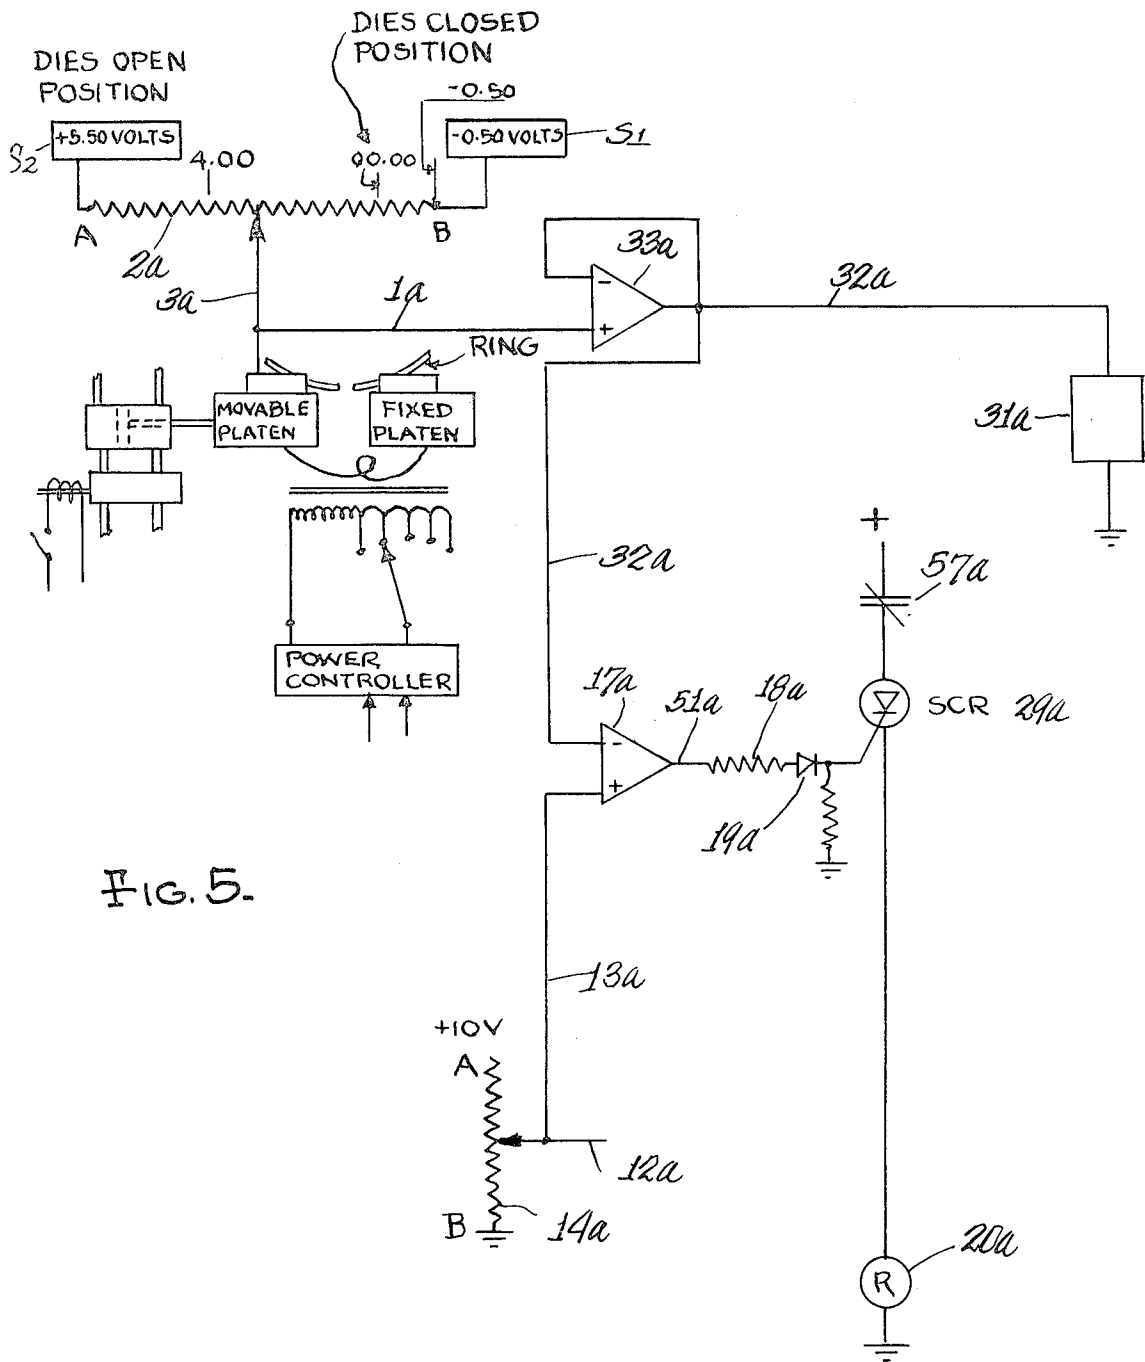 DIES CLOSED
POSITION
DIES OPEN
POSITION
-0.50
+5.50 VOLTS
-0.50 VOLTS
S1
S2
4.00
00.00
A
B
2a
33a
3a
1a
32a
RING
MOVABLE
PLATEN
FIXED
PLATEN
-
+
31a
+
32a
57a
POWER
CONTROLLER
17a
51a
18a
SCR 29a
-
+
19a
FIG. 5.
13a
+10V
A
12a
B
14a
20a
R